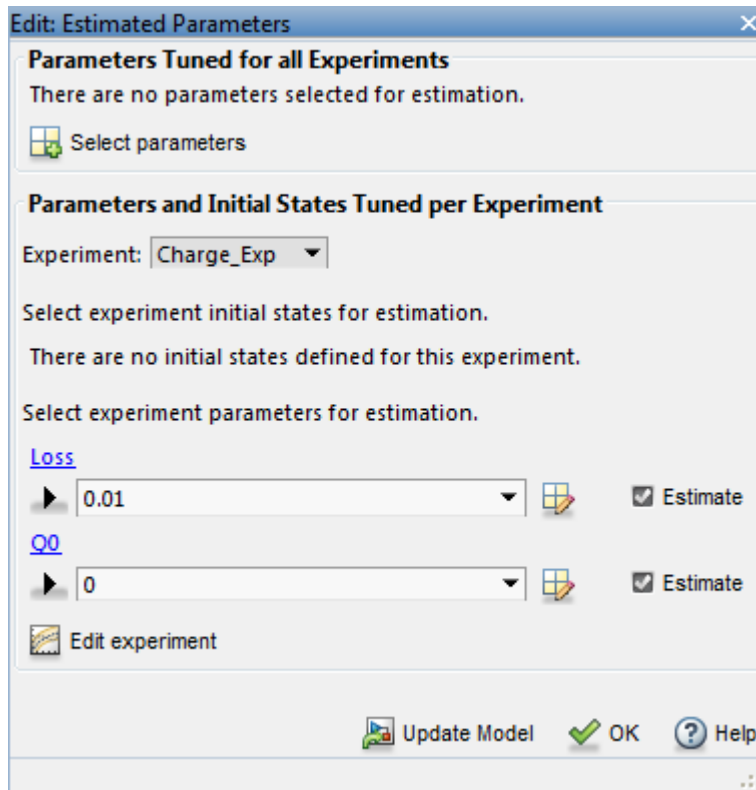 Edit: Estimated Parameters
Parameters Tuned for all Experiments
There are no parameters selected for estimation.
Select parameters
Parameters and Initial States Tuned per Experiment
Experiment: Charge_Exp
Select experiment initial states for estimation.
There are no initial states defined for this experiment.
Select experiment parameters for estimation.
Loss
0.01 Estimate
Q0
0 Estimate
Edit experiment
Update Model OK Help